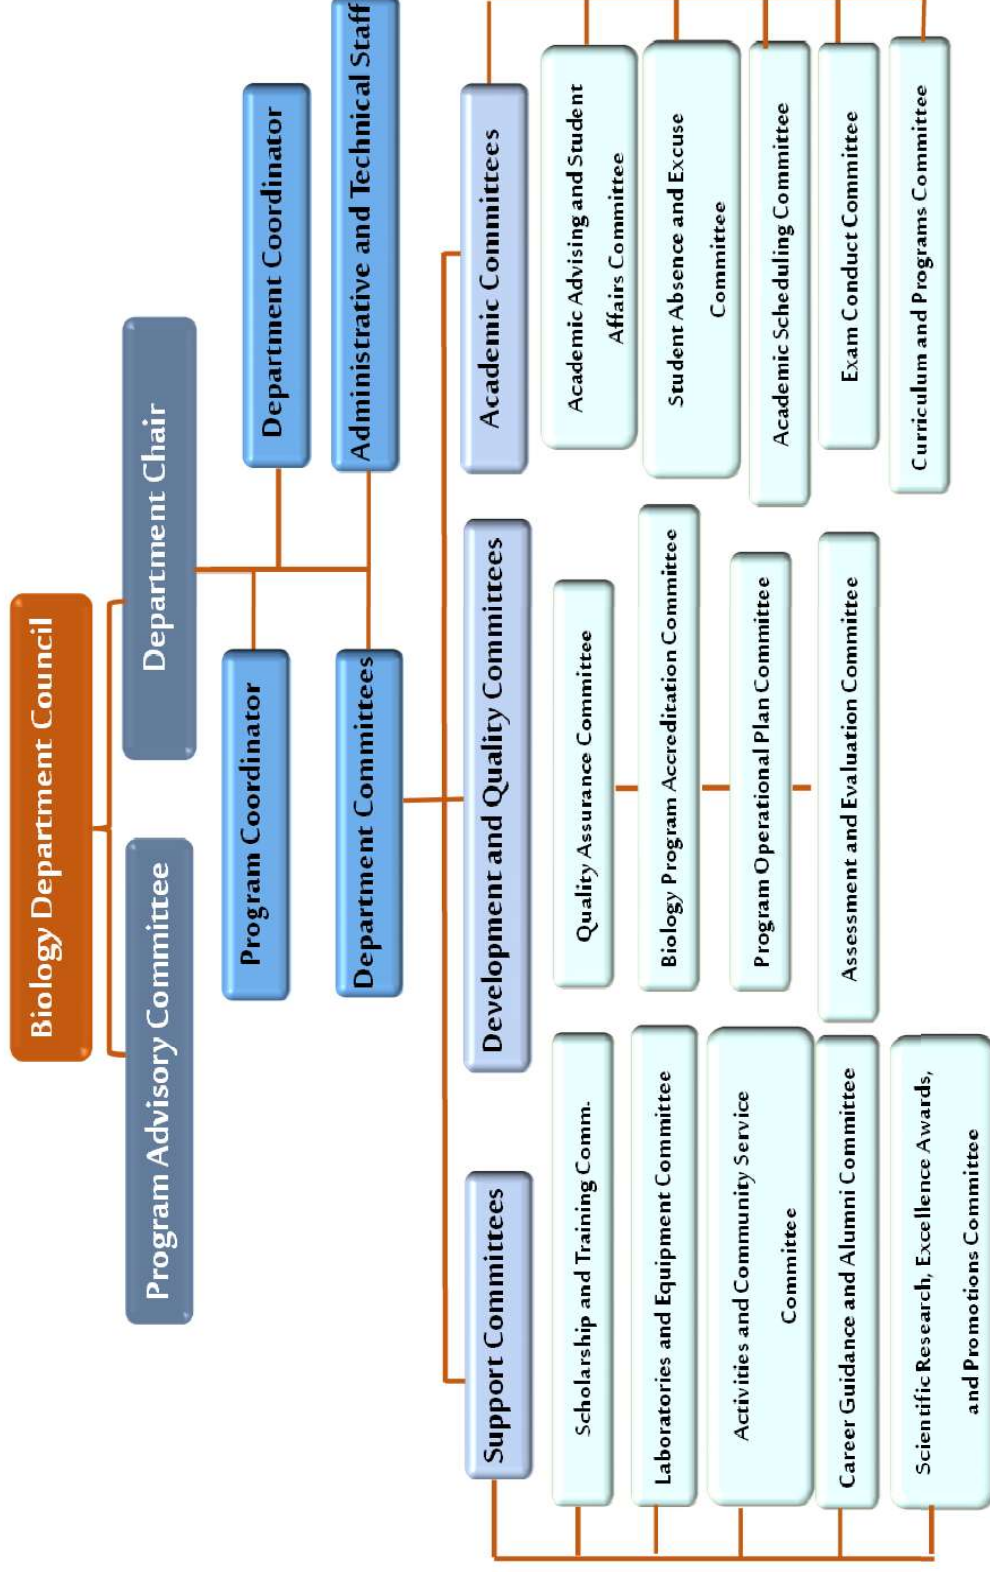 Biology Department Council
Program Advisory Committee
Department Chair
Program Coordinator
Department Coordinator
Department Committees
Administrative and Technical Staff
Support Committees
Development and Quality Committees
Academic Committees
Scholarship and Training Comm.
Laboratories and Equipment Committee
Activities and Community Service
Committee
Career Guidance and Alumni Committee
Scientific Research, Excellence Awards,
and Promotions Committee
Quality Assurance Committee
Biology Program Accreditation Committee
Program Operational Plan Committee
Assessment and Evaluation Committee
Academic Advising and Student
Affairs Committee
Student Absence and Excuse
Committee
Academic Scheduling Committee
Exam Conduct Committee
Curriculum and Programs Committee